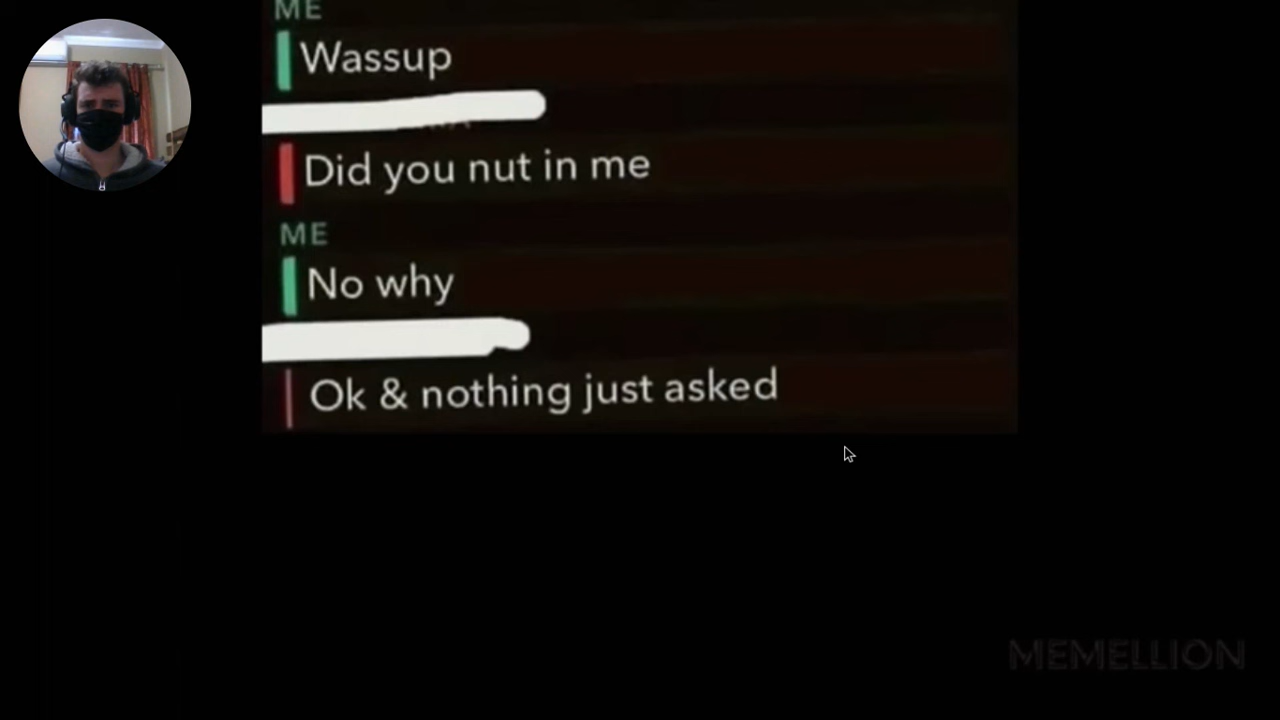 ME
Wassup
Did you nut in me
ME
No why
Ok & nothing just asked
MEMELLION